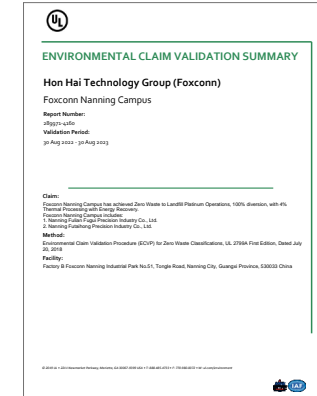 UL
ENVIRONMENTAL CLAIM VALIDATION SUMMARY
Hon Hai Technology Group (Foxconn)
Foxconn Nanning Campus
Report Number:
289971-4180
Validation Period:
30 Aug 2022 - 30 Aug 2023
Claim:
Foxconn Nanning Campus has achieved Zero Waste to Landfill Platinum Operations, 100% diversion, with 4%
Thermal Processing with Energy Recovery.
Foxconn Nanning Campus includes:
1. Nanning Fulian Fugui Precision Industry Co., Ltd.
2. Nanning Futaihong Precision Industry Co., Ltd.
Method:
Environmental Claim Validation Procedure (ECVP) for Zero Waste Classifications, UL 2799A First Edition, Dated July
20, 2018
Facility:
Factory B Foxconn Nanning Industrial Park No.51, Tongle Road, Nanning City, Guangxi Province, 530033 China
IAF